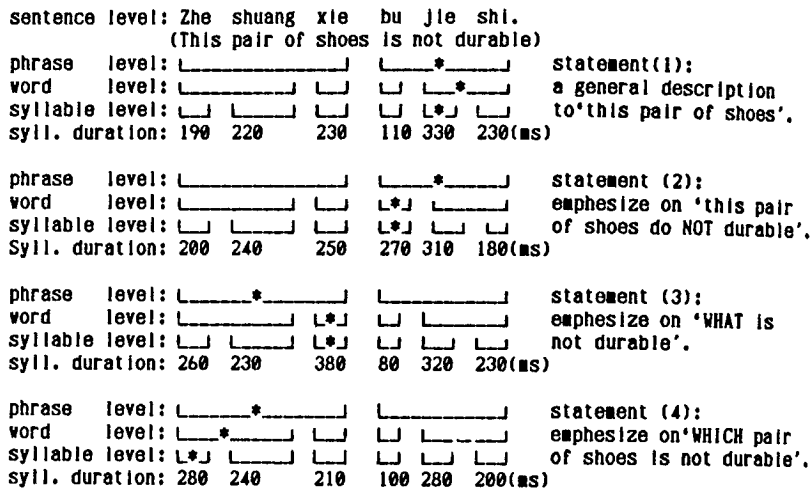 sentence level: Zhe shuang xie bu jie shi.
(This pair of shoes is not durable)
phrase level: * statement(1):
word level: * a general description
syllable level: * to'this pair of shoes'.
syll. duration: 190 220 230 110 330 230(ms)
phrase level: * statement (2):
word level: * emphesize on 'this pair
syllable level: * of shoes do NOT durable'.
Syll. duration: 200 240 250 270 310 180(ms)
phrase level: * statement (3):
word level: * emphesize on 'WHAT is
syllable level: * not durable'.
syll. duration: 260 230 380 80 320 230(ms)
phrase level: * statement (4):
word level: * emphesize on'WHICH pair
syllable level: * of shoes is not durable'.
syll. duration: 280 240 210 100 280 200(ms)